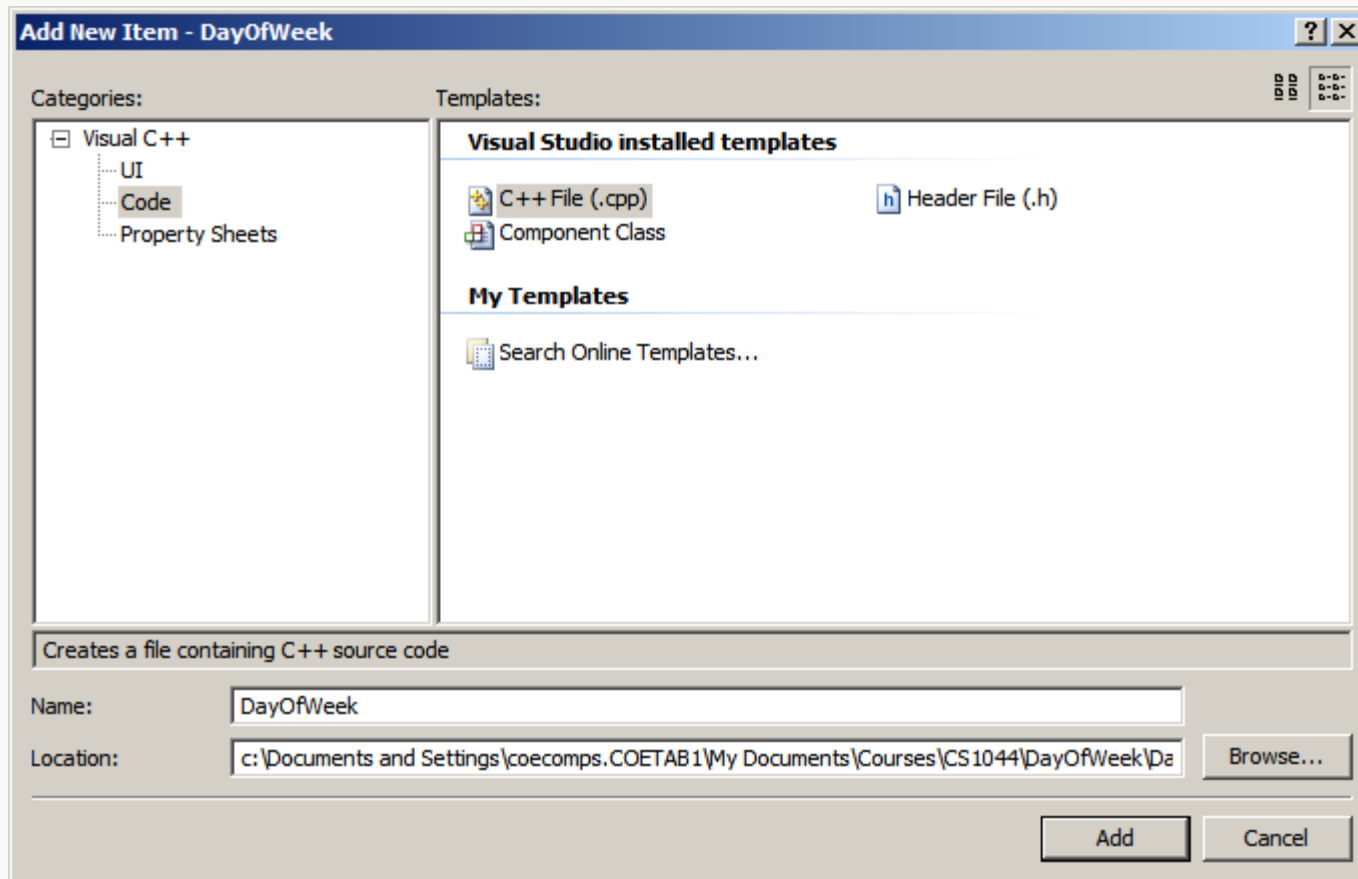 Add New Item - DayOfWeek
Categories:
Templates:
Visual C++
UI
Code
Property Sheets
Visual Studio installed templates
C++ File (.cpp)
Header File (.h)
Component Class
My Templates
Search Online Templates...
Creates a file containing C++ source code
Name:
DayOfWeek
Location:
c:\Documents and Settings\coecomps.COETAB1\My Documents\Courses\CS1044\DayOfWeek\Da
Browse...
Add
Cancel